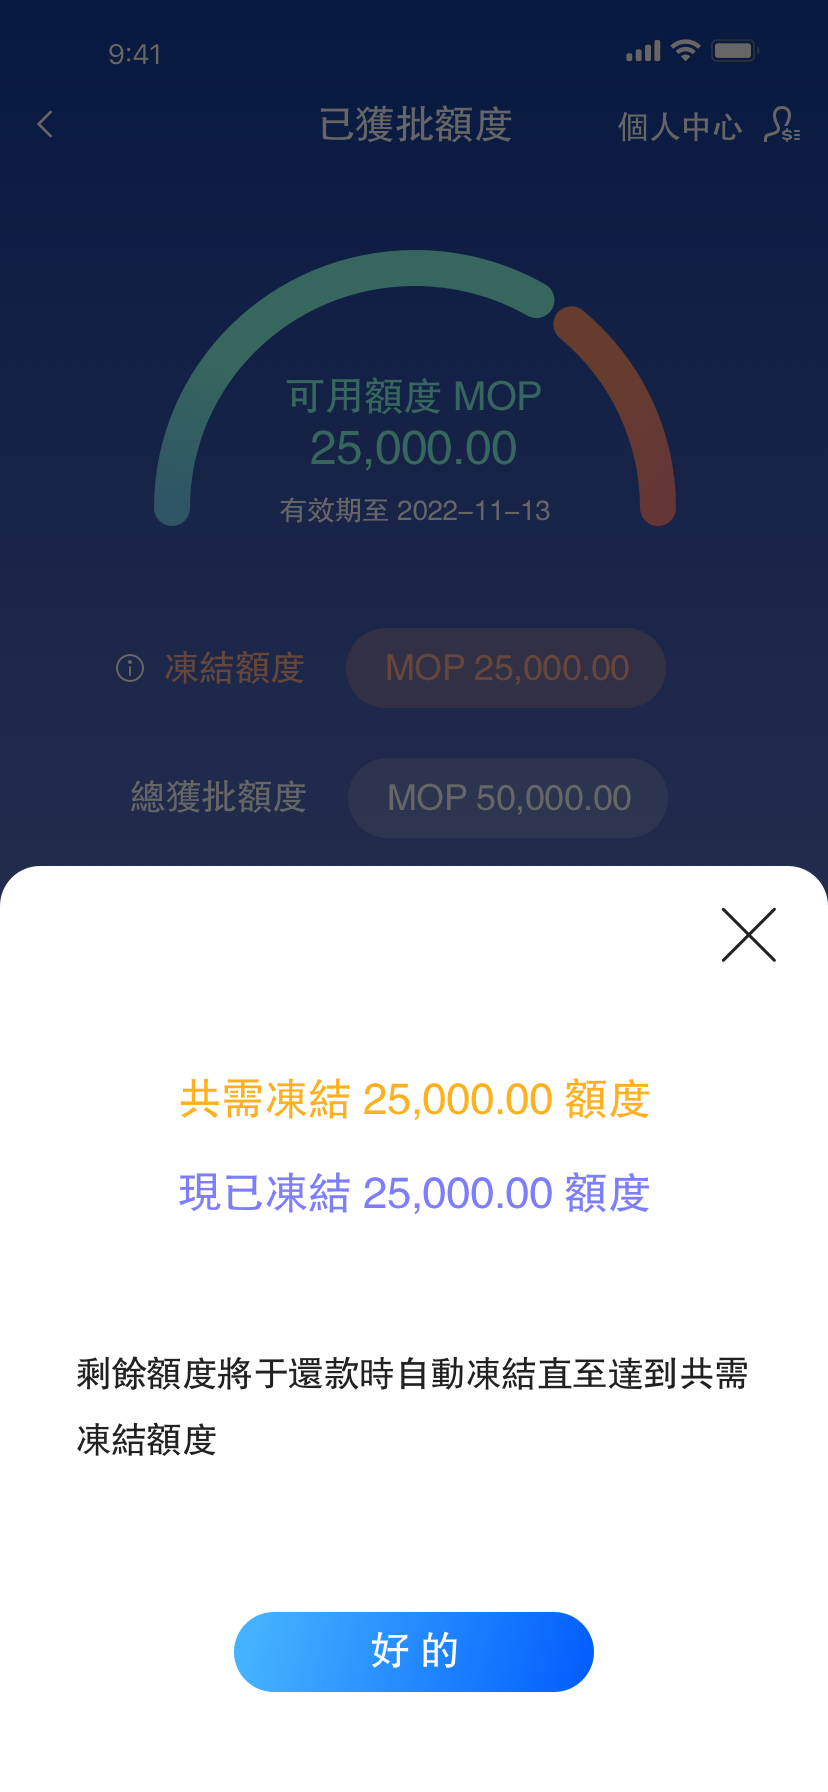 9:41
已獲批額度
個人中心
可用額度 MOP
25,000.00
有效期至 2022-11-13
凍結額度
MOP 25,000.00
總獲批額度
MOP 50,000.00
共需凍結 25,000.00 額度
現已凍結 25,000.00 額度
剩餘額度將于還款時自動凍結直至達到共需
凍結額度
好的